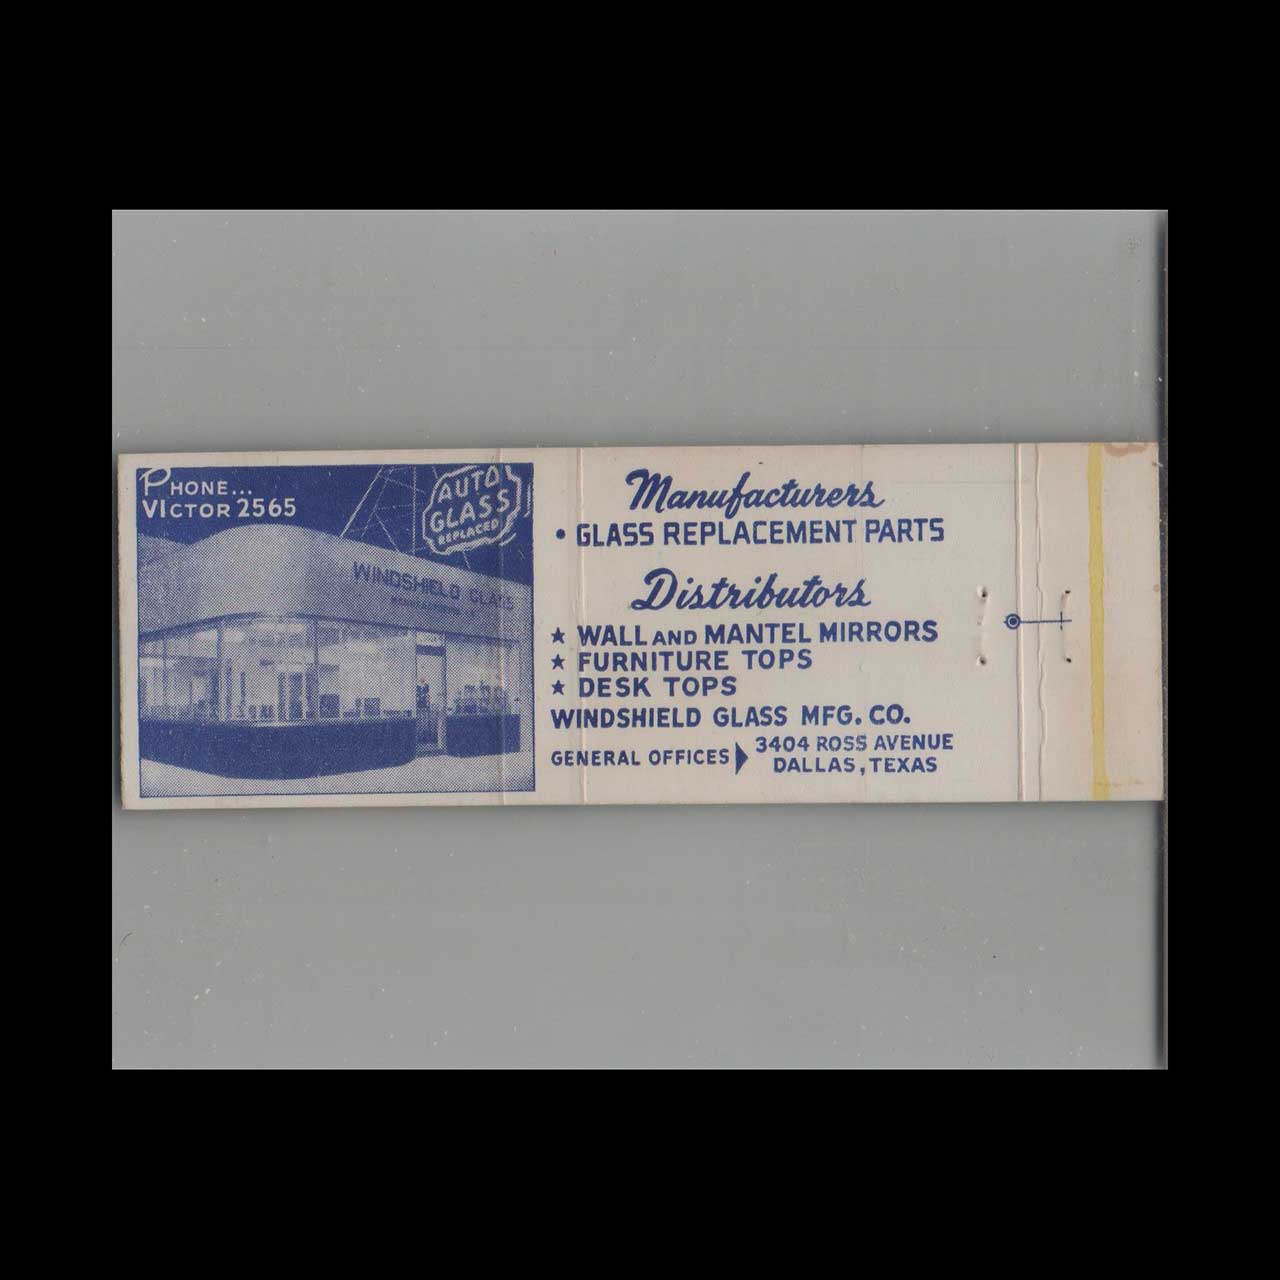 PHONE...
VICTOR 2565
AUTO
GLASS
REPLACED
WINDSHIELD GLASS
Manufacturers
• GLASS REPLACEMENT PARTS
Distributors
★ WALL AND MANTEL MIRRORS
★ FURNITURE TOPS
★ DESK TOPS
WINDSHIELD GLASS MFG. CO.
GENERAL OFFICES 3404 ROSS AVENUE
DALLAS, TEXAS